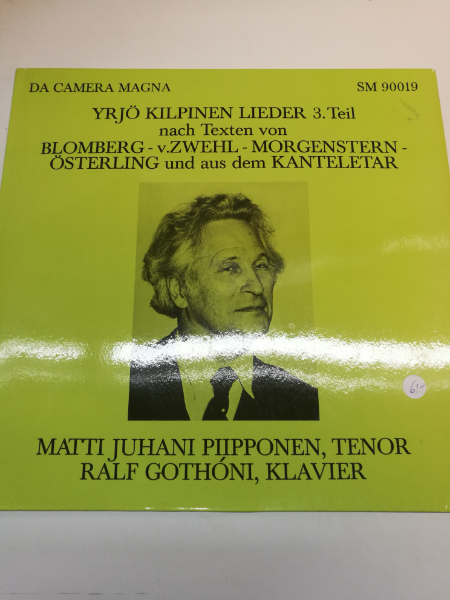 DA CAMERA MAGNA SM 90019
YRJÖ KILPINEN LIEDER 3. Teil
nach Texten von
BLOMBERG - v. ZWEHL - MORGENSTERN -
ÖSTERLING und aus dem KANTELETAR
MATTI JUHANI PIIPPONEN, TENOR
RALF GOTHÓNI, KLAVIER